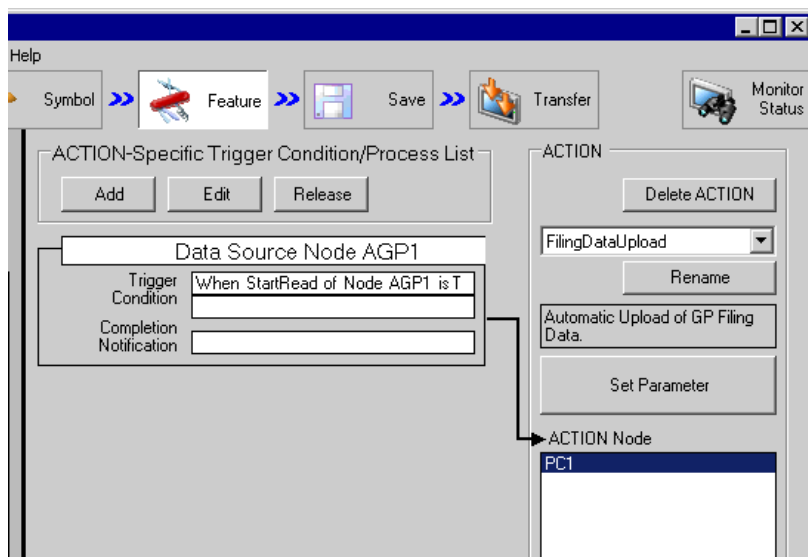 Help
Symbol
Feature
Save
Transfer
Monitor
Status
ACTION-Specific Trigger Condition/Process List
Add
Edit
Release
Data Source Node AGP1
Trigger
Condition
When StartRead of Node AGP1 is T
Completion
Notification
ACTION
Delete ACTION
FilingDataUpload
Rename
Automatic Upload of GP Filing
Data.
Set Parameter
ACTION Node
PC1